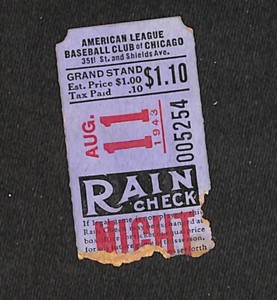 AMERICAN LEAGUE
BASEBALL CLUB of CHICAGO
35th St. and Shields Ave.
GRAND STAND
Est. Price $1.00
Tax Paid .10
$1.10
AUG.
11
1943
005254
RAIN
CHECK
NIGHT